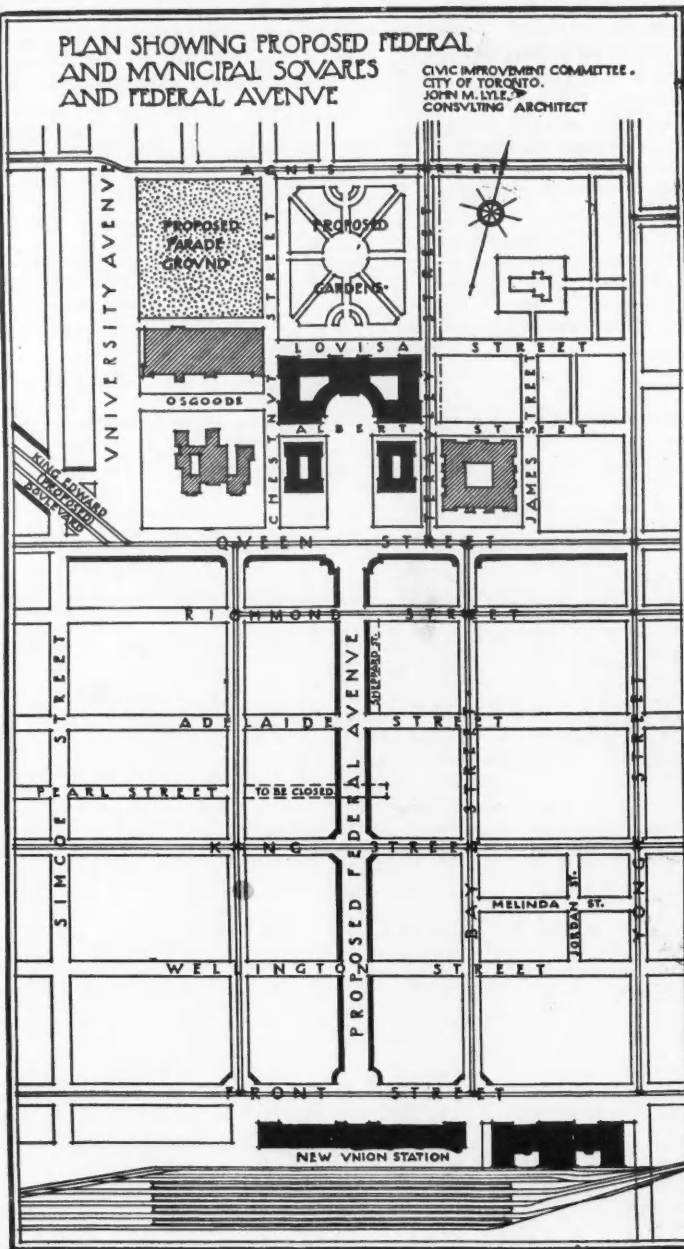 PLAN SHOWING PROPOSED FEDERAL
AND MVNICIPAL SQVARES
AND FEDERAL AVENVE
CIVIC IMPROVEMENT COMMITTEE.
CITY OF TORONTO.
JOHN M. LYLE.
CONSVLTING ARCHITECT
AGNES STREET
VNIVERSITY AVENVE
PROPOSED
PARADE
GROUND
CHESTNVT STREET
PROPOSED
GARDENS
TERAVLEY STREET
LOVISA STREET
OSGOODE
ALBERT STREET
JAMES STREET
KING EDWARD
(PROPOSED)
BOVLEVARD
QVEEN STREET
RICHMOND STREET
SIMCOE STREET
SHEPPARD ST.
PROPOSED FEDERAL AVENVE
ADELAIDE STREET
BAY STREET
YONGE STREET
PEARL STREET
TO BE CLOSED.
KING STREET
MELINDA ST.
JORDAN ST.
WELLINGTON STREET
FRONT STREET
NEW VNION STATION